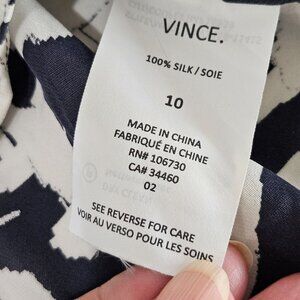 VINCE.
100% SILK / SOIE
10
MADE IN CHINA
FABRIQUÉ EN CHINE
RN# 106730
CA# 34460
02
SEE REVERSE FOR CARE
VOIR AU VERSO POUR LES SOINS